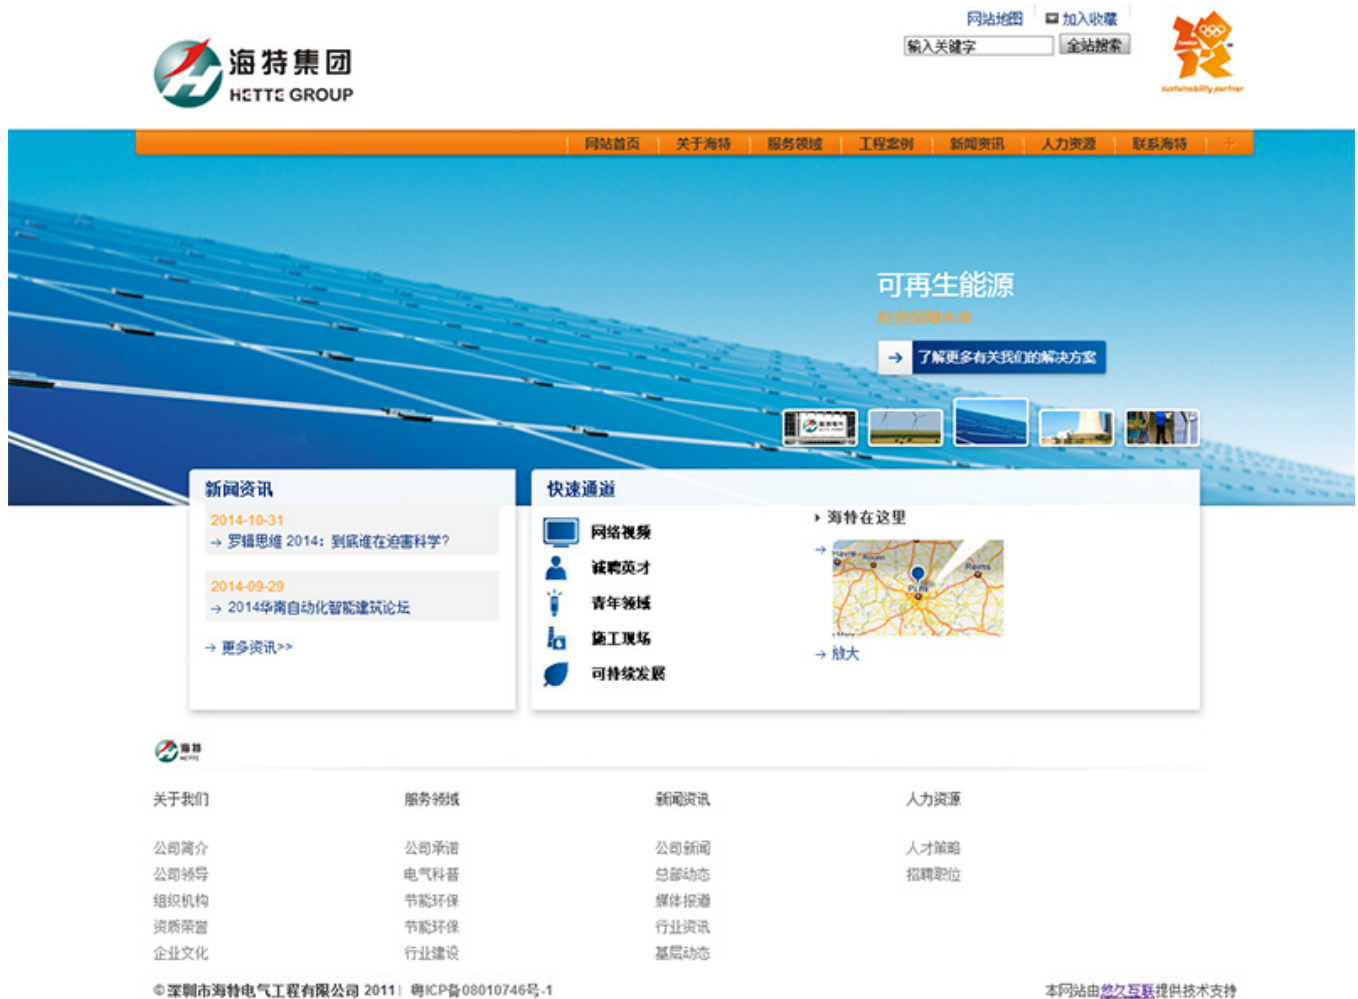 网站地图
加入收藏
输入关键字
全站搜索
海特集团
HETTE GROUP
sustainability partner
网站首页 关于海特 服务领域 工程案例 新闻资讯 人力资源 联系海特 +
可再生能源
投资保障未来
了解更多有关我们的解决方案
新闻资讯
2014-10-31
→ 罗辑思维 2014：到底谁在迫害科学?
2014-09-29
→ 2014华南自动化智能建筑论坛
→ 更多资讯>>
快速通道
网络视频
诚聘英才
青年领域
施工现场
可持续发展
海特在这里
Havre
Rouen
Reims
Paris
→ 放大
海特
HETTE
关于我们 服务领域 新闻资讯 人力资源
公司简介 公司承诺 公司新闻 人才策略
公司领导 电气科普 总部动态 招聘职位
组织机构 节能环保 媒体报道
资质荣誉 节能环保 行业资讯
企业文化 行业建设 基层动态
©深圳市海特电气工程有限公司 2011| 粤ICP备08010746号-1
本网站由悠久互联提供技术支持